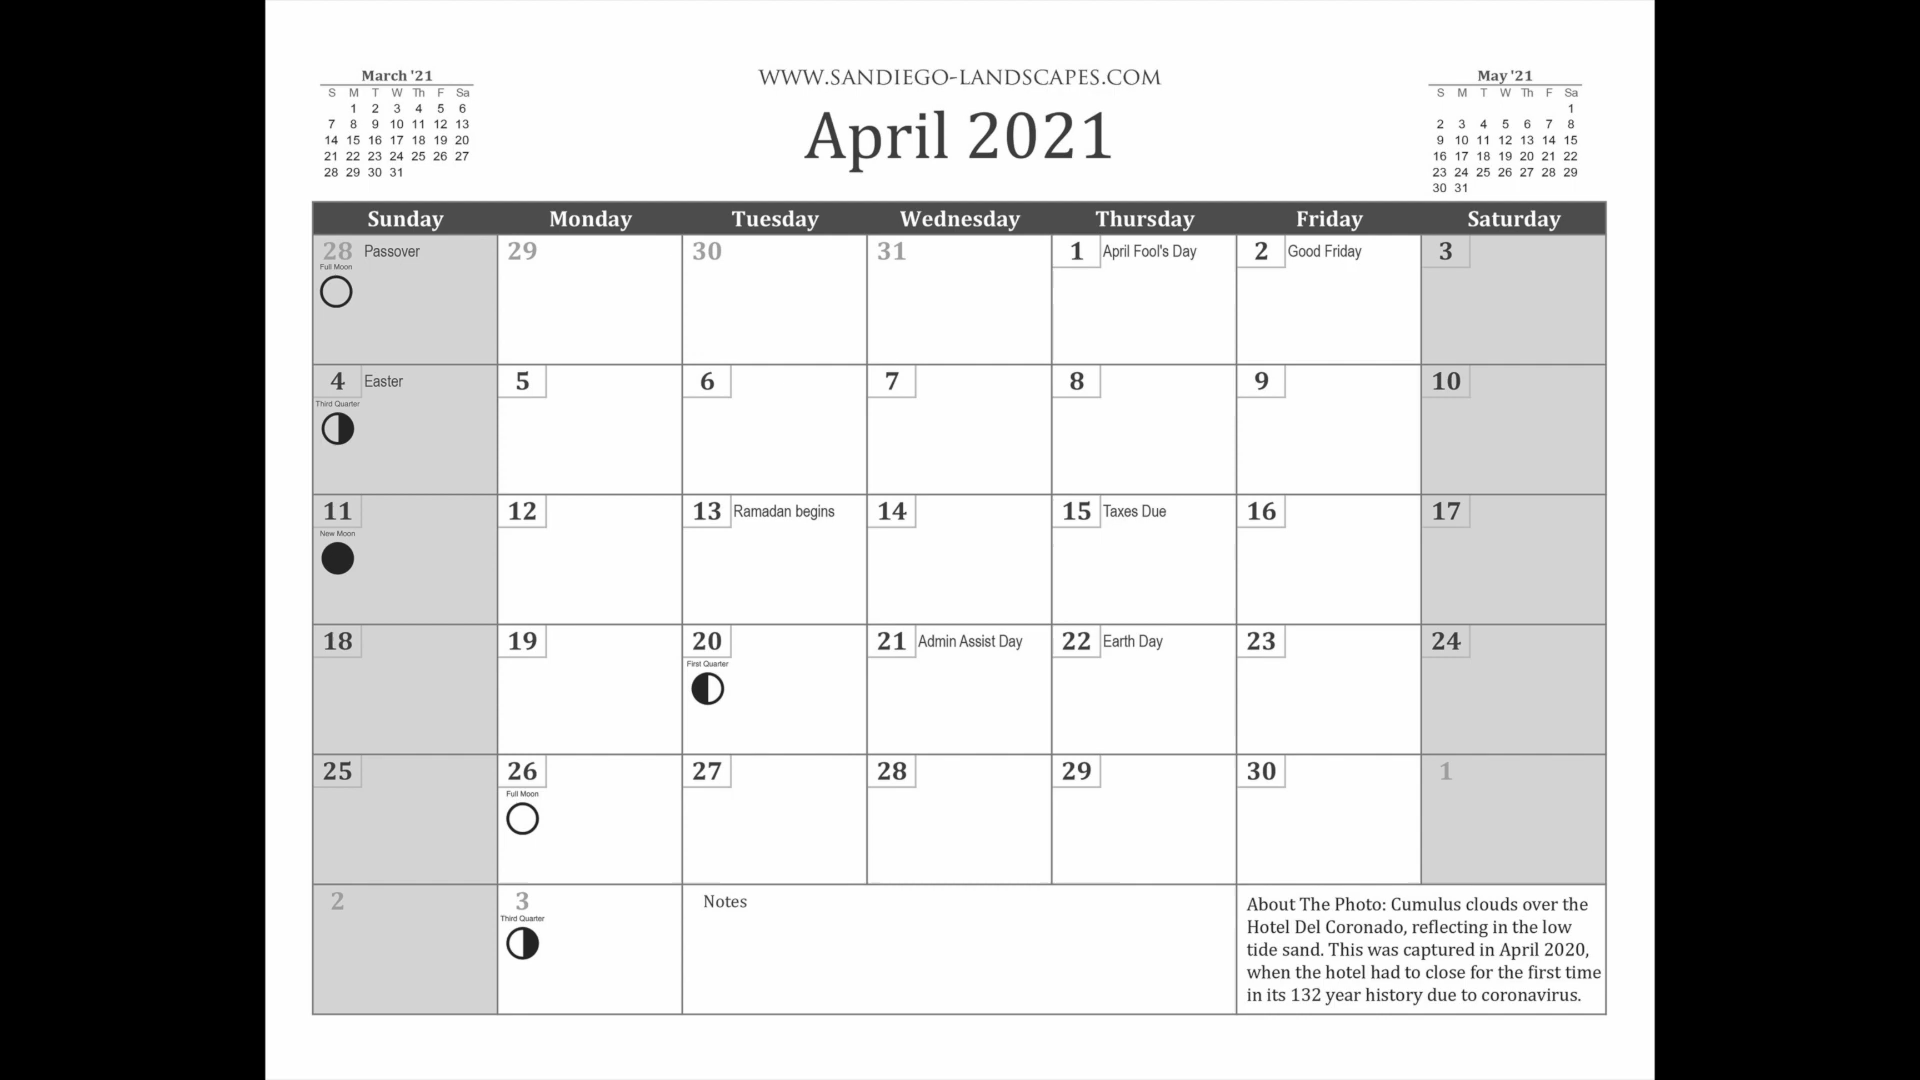 March '21
S M T W Th F Sa
1 2 3 4 5 6
7 8 9 10 11 12 13
14 15 16 17 18 19 20
21 22 23 24 25 26 27
28 29 30 31
WWW.SANDIEGO-LANDSCAPES.COM
April 2021
May '21
S M T W Th F Sa
1
2 3 4 5 6 7 8
9 10 11 12 13 14 15
16 17 18 19 20 21 22
23 24 25 26 27 28 29
30 31
Sunday Monday Tuesday Wednesday Thursday Friday Saturday
28 Passover 29 30 31 1 April Fool's Day 2 Good Friday 3
Full Moon
4 Easter 5 6 7 8 9 10
Third Quarter
11 12 13 Ramadan begins 14 15 Taxes Due 16 17
New Moon
18 19 20 21 Admin Assist Day 22 Earth Day 23 24
First Quarter
25 26 27 28 29 30 1
Full Moon
2 3 Notes
Third Quarter
About The Photo: Cumulus clouds over the
Hotel Del Coronado, reflecting in the low
tide sand. This was captured in April 2020,
when the hotel had to close for the first time
in its 132 year history due to coronavirus.